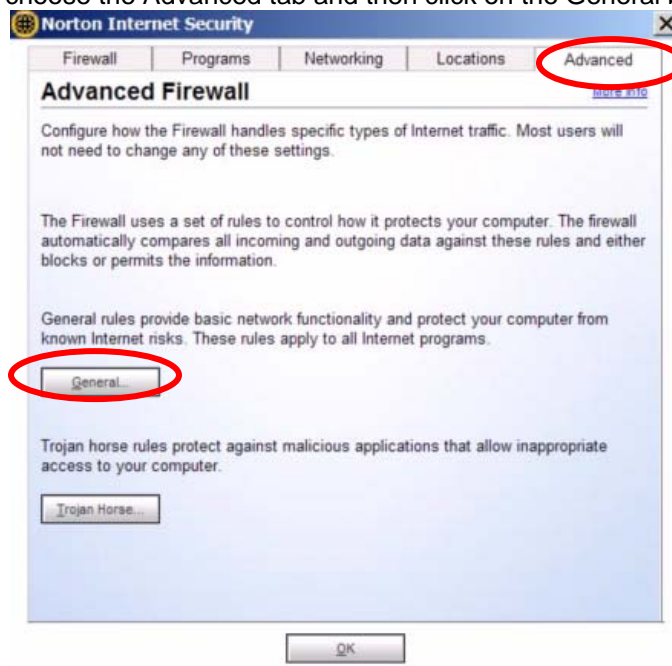 choose the Advanced tab and then click on the General
Norton Internet Security
Firewall Programs Networking Locations Advanced
Advanced Firewall More Info
Configure how the Firewall handles specific types of Internet traffic. Most users will
not need to change any of these settings.
The Firewall uses a set of rules to control how it protects your computer. The firewall
automatically compares all incoming and outgoing data against these rules and either
blocks or permits the information.
General rules provide basic network functionality and protect your computer from
known Internet risks. These rules apply to all Internet programs.
General...
Trojan horse rules protect against malicious applications that allow inappropriate
access to your computer.
Trojan Horse...
OK